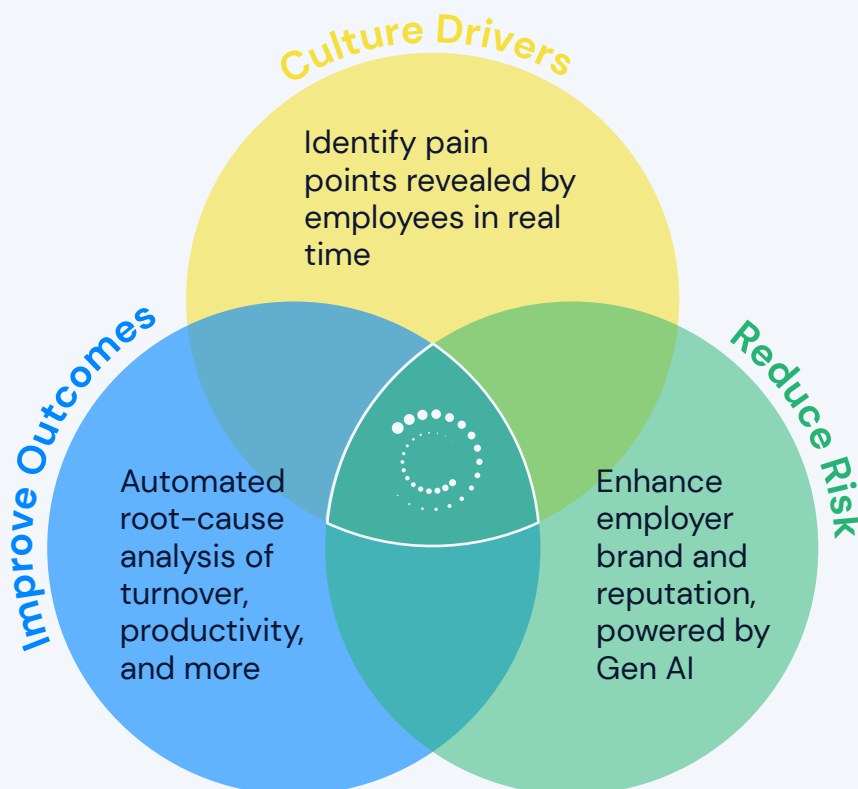 Culture Drivers
Identify pain
points revealed by
employees in real
time
Improve Outcomes
Automated
root-cause
analysis of
turnover,
productivity,
and more
Reduce Risk
Enhance
employer
brand and
reputation,
powered by
Gen AI